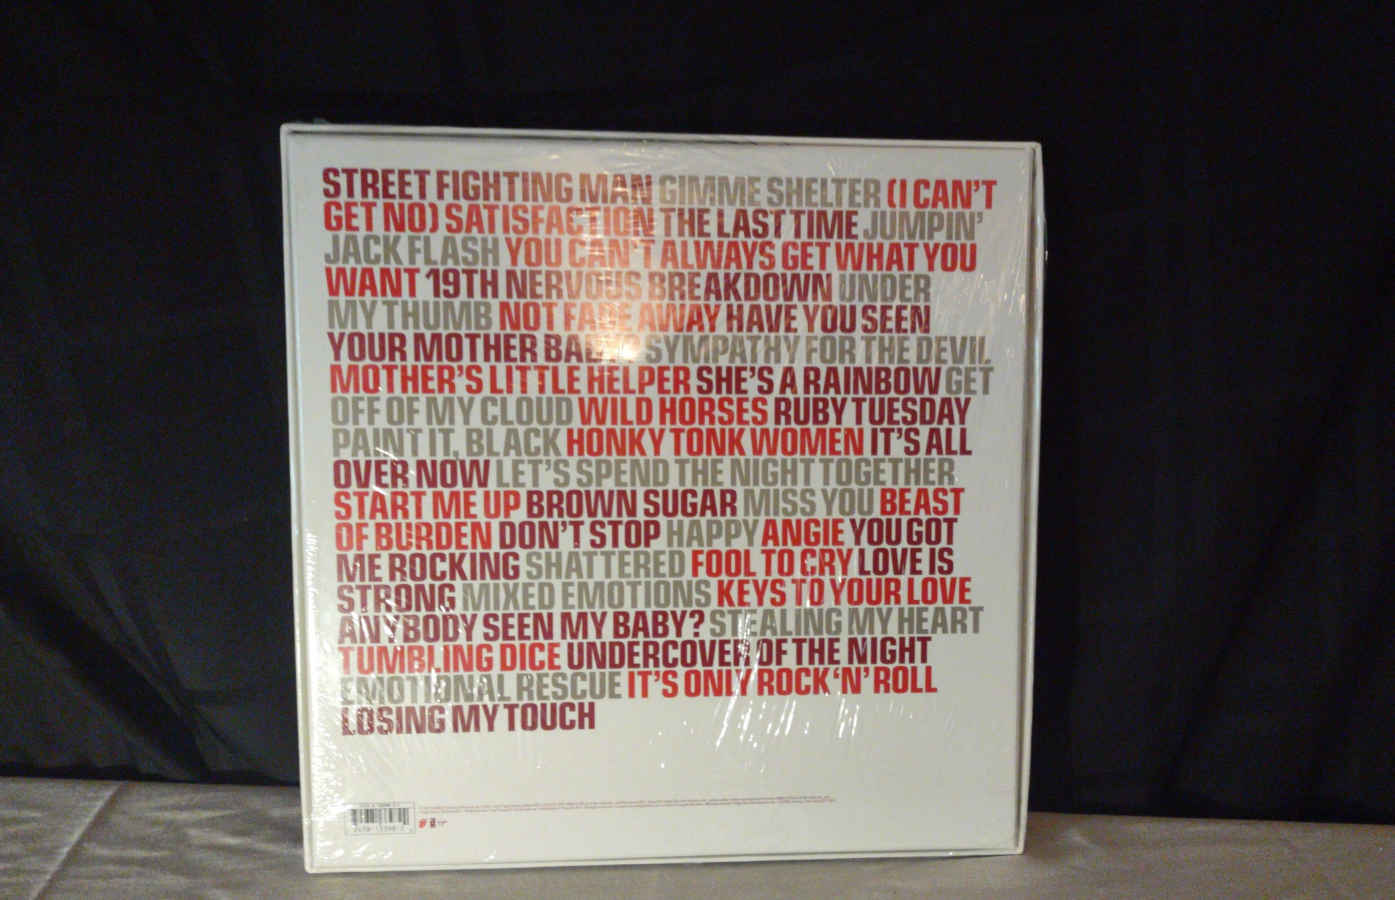 STREET FIGHTING MAN GIMME SHELTER (I CAN'T
GET NO) SATISFACTION THE LAST TIME JUMPIN'
JACK FLASH YOU CAN'T ALWAYS GET WHAT YOU
WANT 19TH NERVOUS BREAKDOWN UNDER
MY THUMB NOT FADE AWAY HAVE YOU SEEN
YOUR MOTHER BABY? SYMPATHY FOR THE DEVIL
MOTHER'S LITTLE HELPER SHE'S A RAINBOW GET
OFF OF MY CLOUD WILD HORSES RUBY TUESDAY
PAINT IT, BLACK HONKY TONK WOMEN IT'S ALL
OVER NOW LET'S SPEND THE NIGHT TOGETHER
START ME UP BROWN SUGAR MISS YOU BEAST
OF BURDEN DON'T STOP HAPPY ANGIE YOU GOT
ME ROCKING SHATTERED FOOL TO CRY LOVE IS
STRONG MIXED EMOTIONS KEYS TO YOUR LOVE
ANYBODY SEEN MY BABY? STEALING MY HEART
TUMBLING DICE UNDERCOVER OF THE NIGHT
EMOTIONAL RESCUE IT'S ONLY ROCK 'N' ROLL
LOSING MY TOUCH